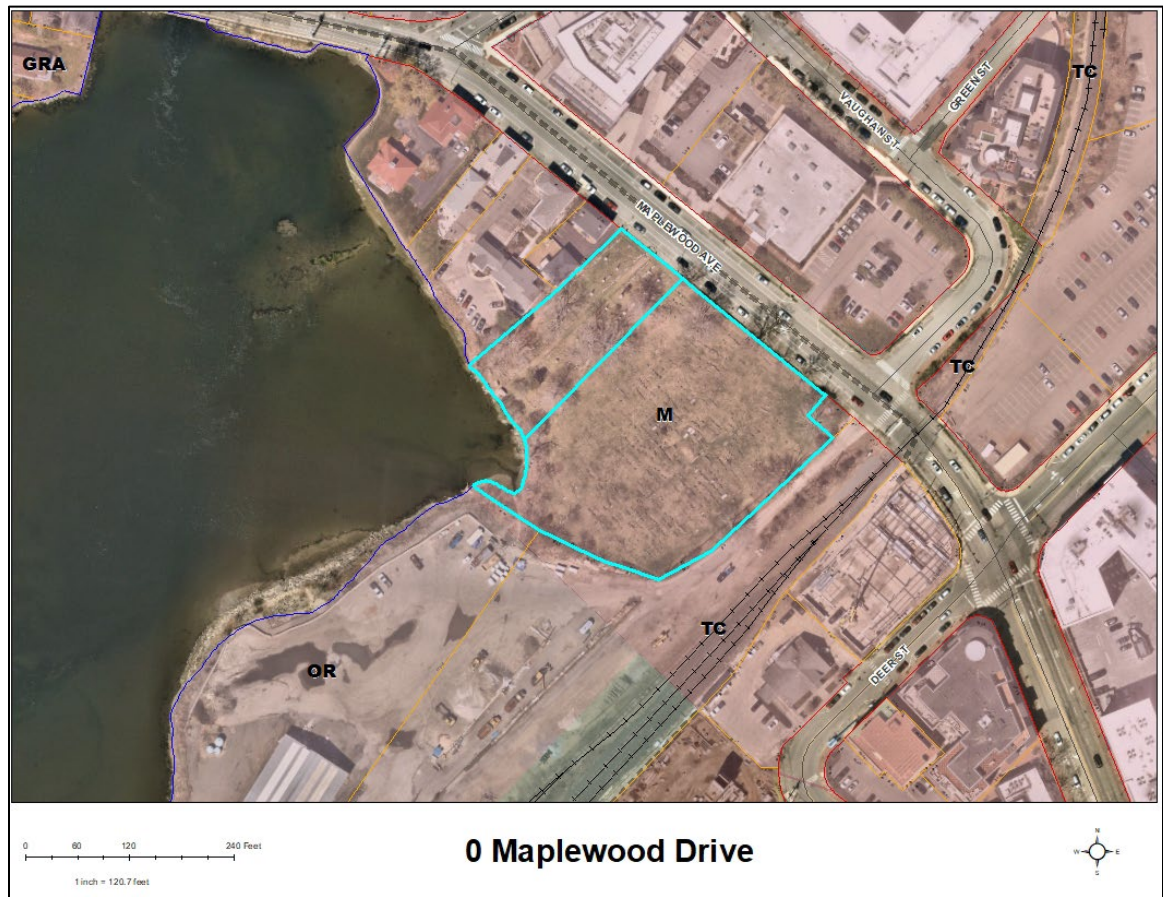 GRA
TC
GREEN ST
VAUGHAN ST
MAPLEWOOD AVE
TC
M
TC
OR
DEER ST
0 60 120 240 Feet
1 inch = 120.7 feet
0 Maplewood Drive
N
W E
S